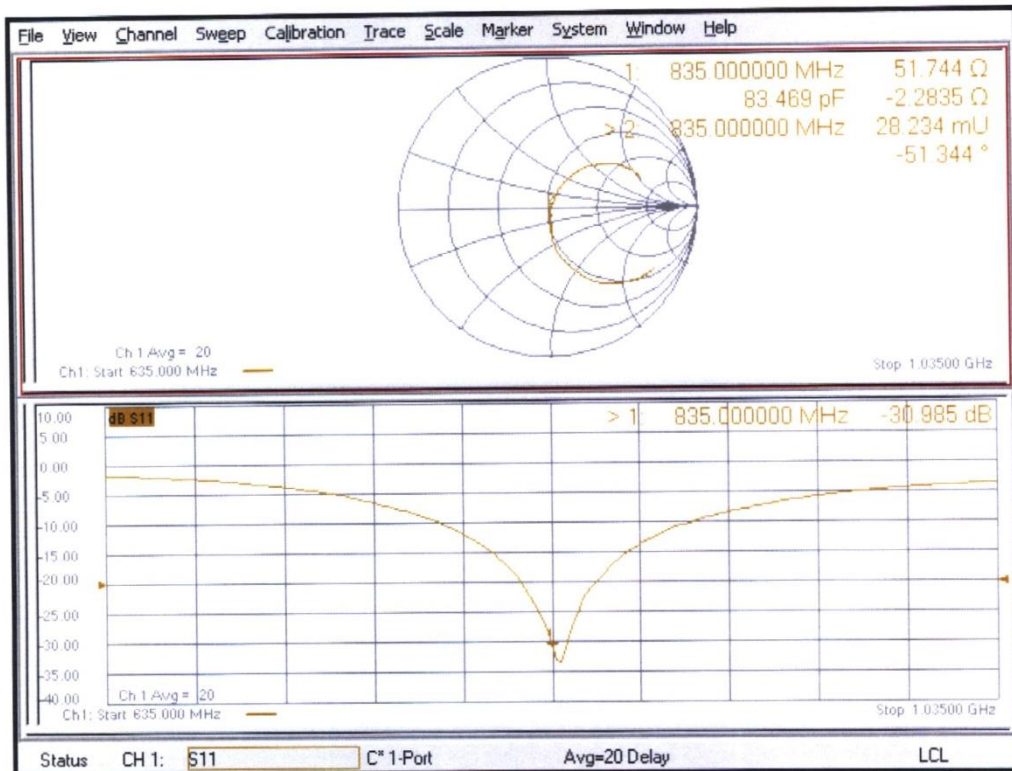 File View Channel Sweep Calibration Trace Scale Marker System Window Help
1: 835.000000 MHz 51.744 Ω
83.469 pF -2.2835 Ω
> 2: 835.000000 MHz 28.234 mU
-51.344 °
Ch 1 Avg = 20
Ch1: Start 635.000 MHz
Stop 1.03500 GHz
10.00
dB S11
> 1: 835.000000 MHz -30.985 dB
5.00
0.00
-5.00
-10.00
-15.00
-20.00
-25.00
-30.00
-35.00
-40.00
Ch 1 Avg = 20
Ch1: Start 635.000 MHz
Stop 1.03500 GHz
Status CH 1: S11 C* 1-Port Avg=20 Delay LCL